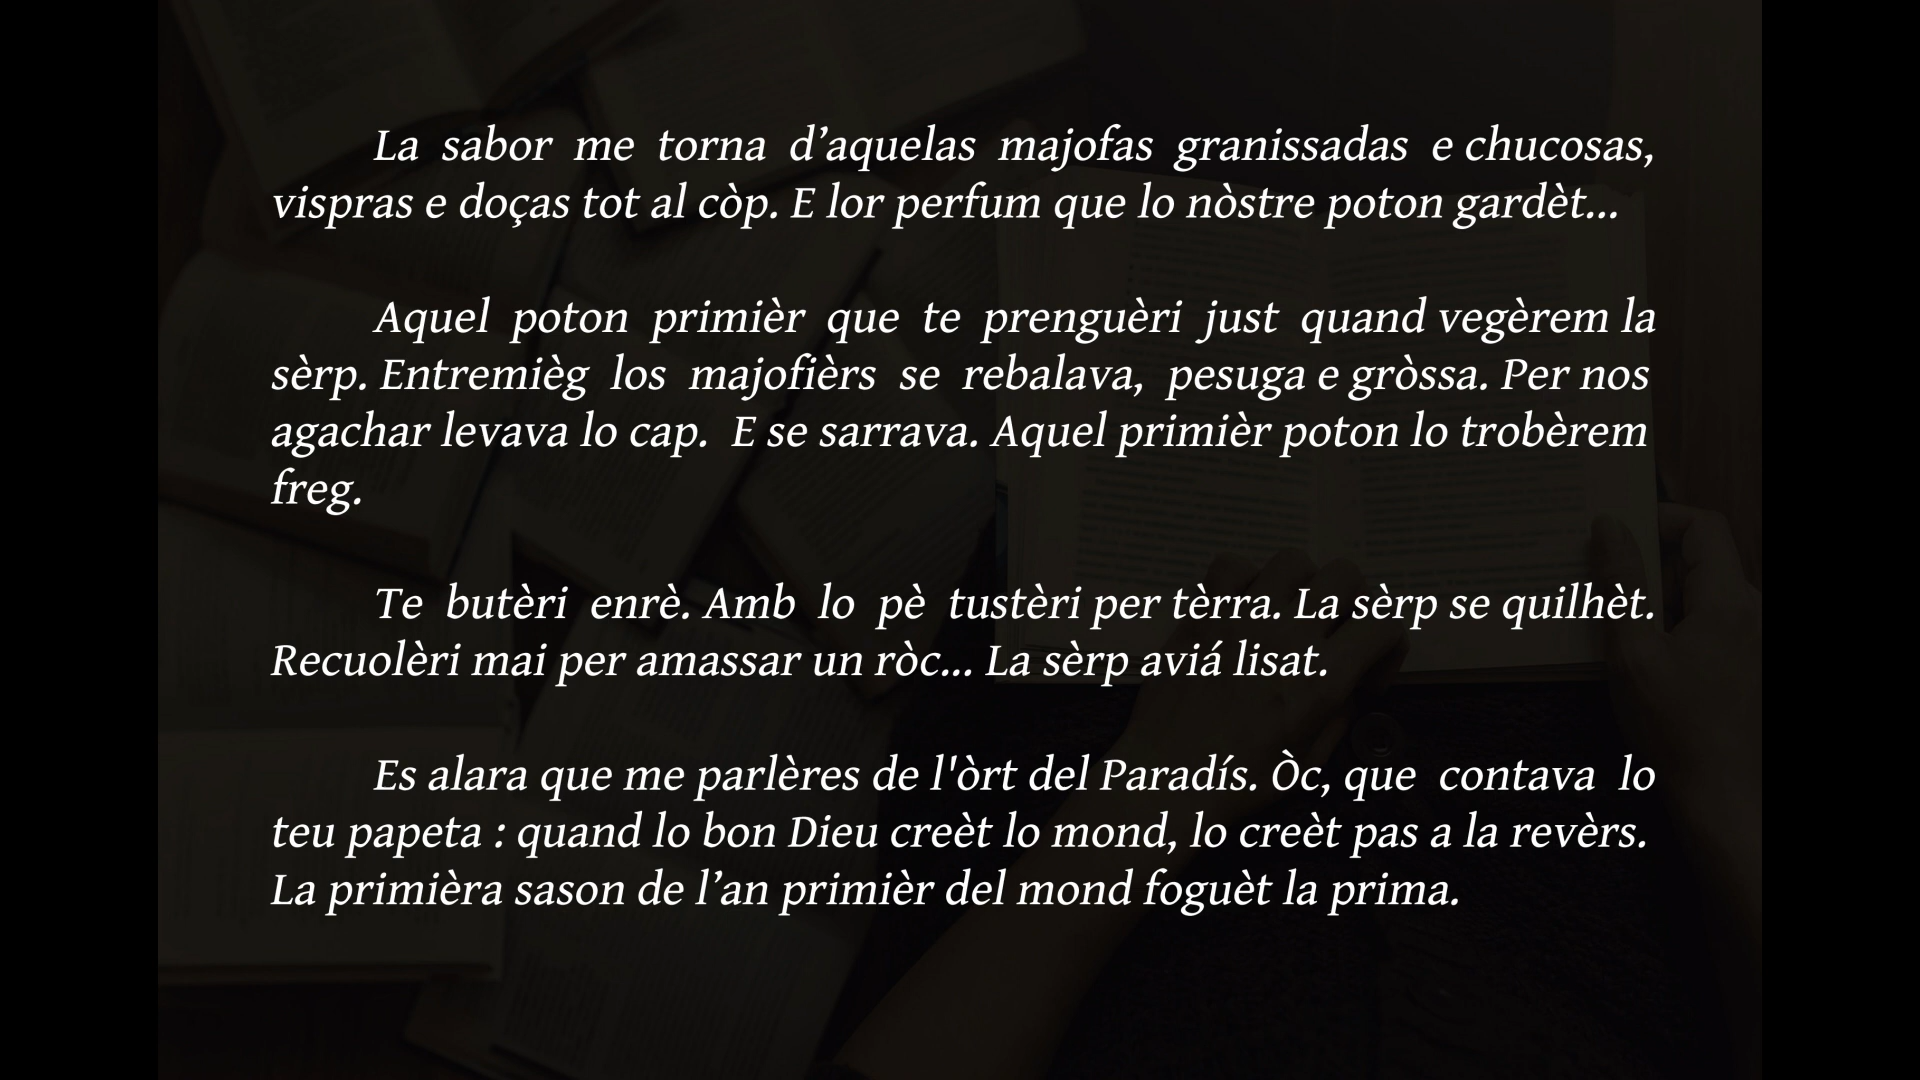 La sabor me torna d’aquelas majofas granissadas e chucosas,
vispras e doças tot al còp. E lor perfum que lo nòstre poton gardèt...
Aquel poton primièr que te prenguèri just quand vegèrem la
sèrp. Entremièg los majofièrs se rebalava, pesuga e gròssa. Per nos
agachar levava lo cap. E se sarrava. Aquel primièr poton lo trobèrem
freg.
Te butèri enrè. Amb lo pè tustèri per tèrra. La sèrp se quilhèt.
Recuolèri mai per amassar un ròc... La sèrp aviá lisat.
Es alara que me parlères de l'òrt del Paradís. Òc, que contava lo
teu papeta : quand lo bon Dieu creèt lo mond, lo creèt pas a la revèrs.
La primièra sason de l’an primièr del mond foguèt la prima.